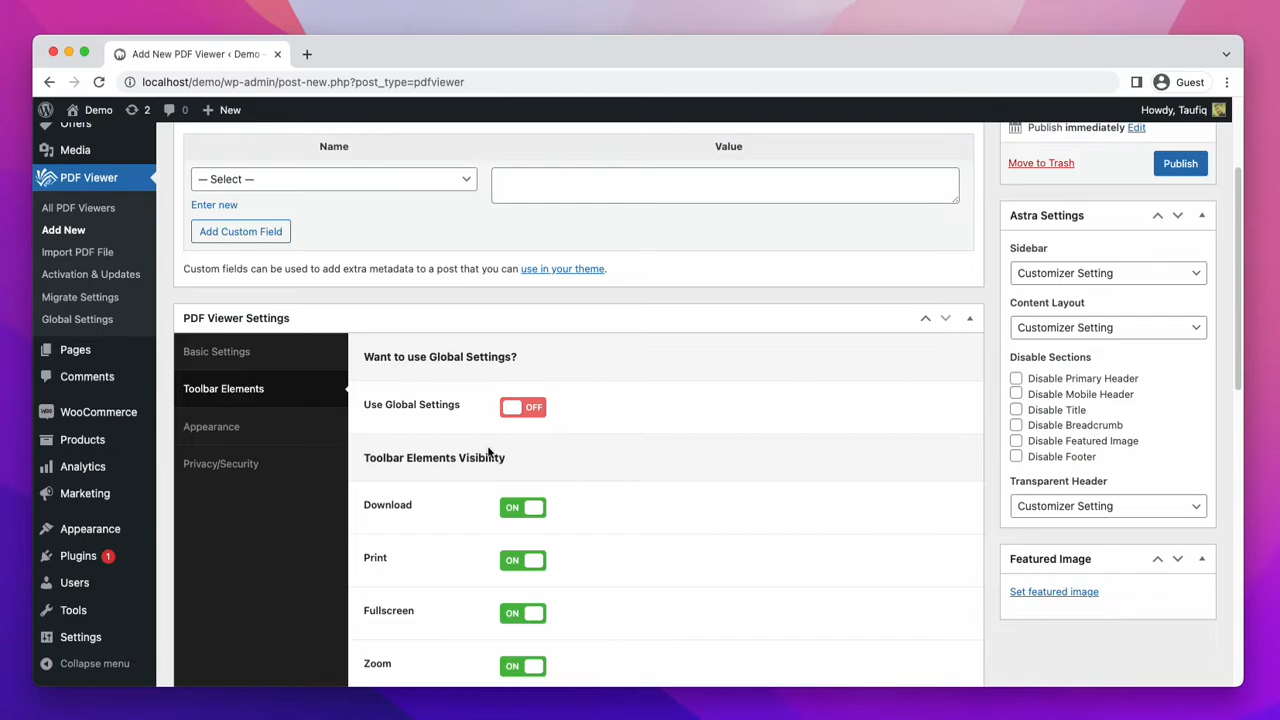 Add New PDF Viewer ‹ Demo -
localhost/demo/wp-admin/post-new.php?post_type=pdfviewer
Guest
Demo
2
0
New
Howdy, Taufiq
Offers
Media
PDF Viewer
All PDF Viewers
Add New
Import PDF File
Activation & Updates
Migrate Settings
Global Settings
Pages
Comments
WooCommerce
Products
Analytics
Marketing
Appearance
Plugins 1
Users
Tools
Settings
Collapse menu
Name
Value
— Select —
Enter new
Add Custom Field
Custom fields can be used to add extra metadata to a post that you can use in your theme.
PDF Viewer Settings
Basic Settings
Toolbar Elements
Appearance
Privacy/Security
Want to use Global Settings?
Use Global Settings
OFF
Toolbar Elements Visibility
Download
ON
Print
ON
Fullscreen
ON
Zoom
ON
Publish immediately Edit
Move to Trash
Publish
Astra Settings
Sidebar
Customizer Setting
Content Layout
Customizer Setting
Disable Sections
Disable Primary Header
Disable Mobile Header
Disable Title
Disable Breadcrumb
Disable Featured Image
Disable Footer
Transparent Header
Customizer Setting
Featured Image
Set featured image